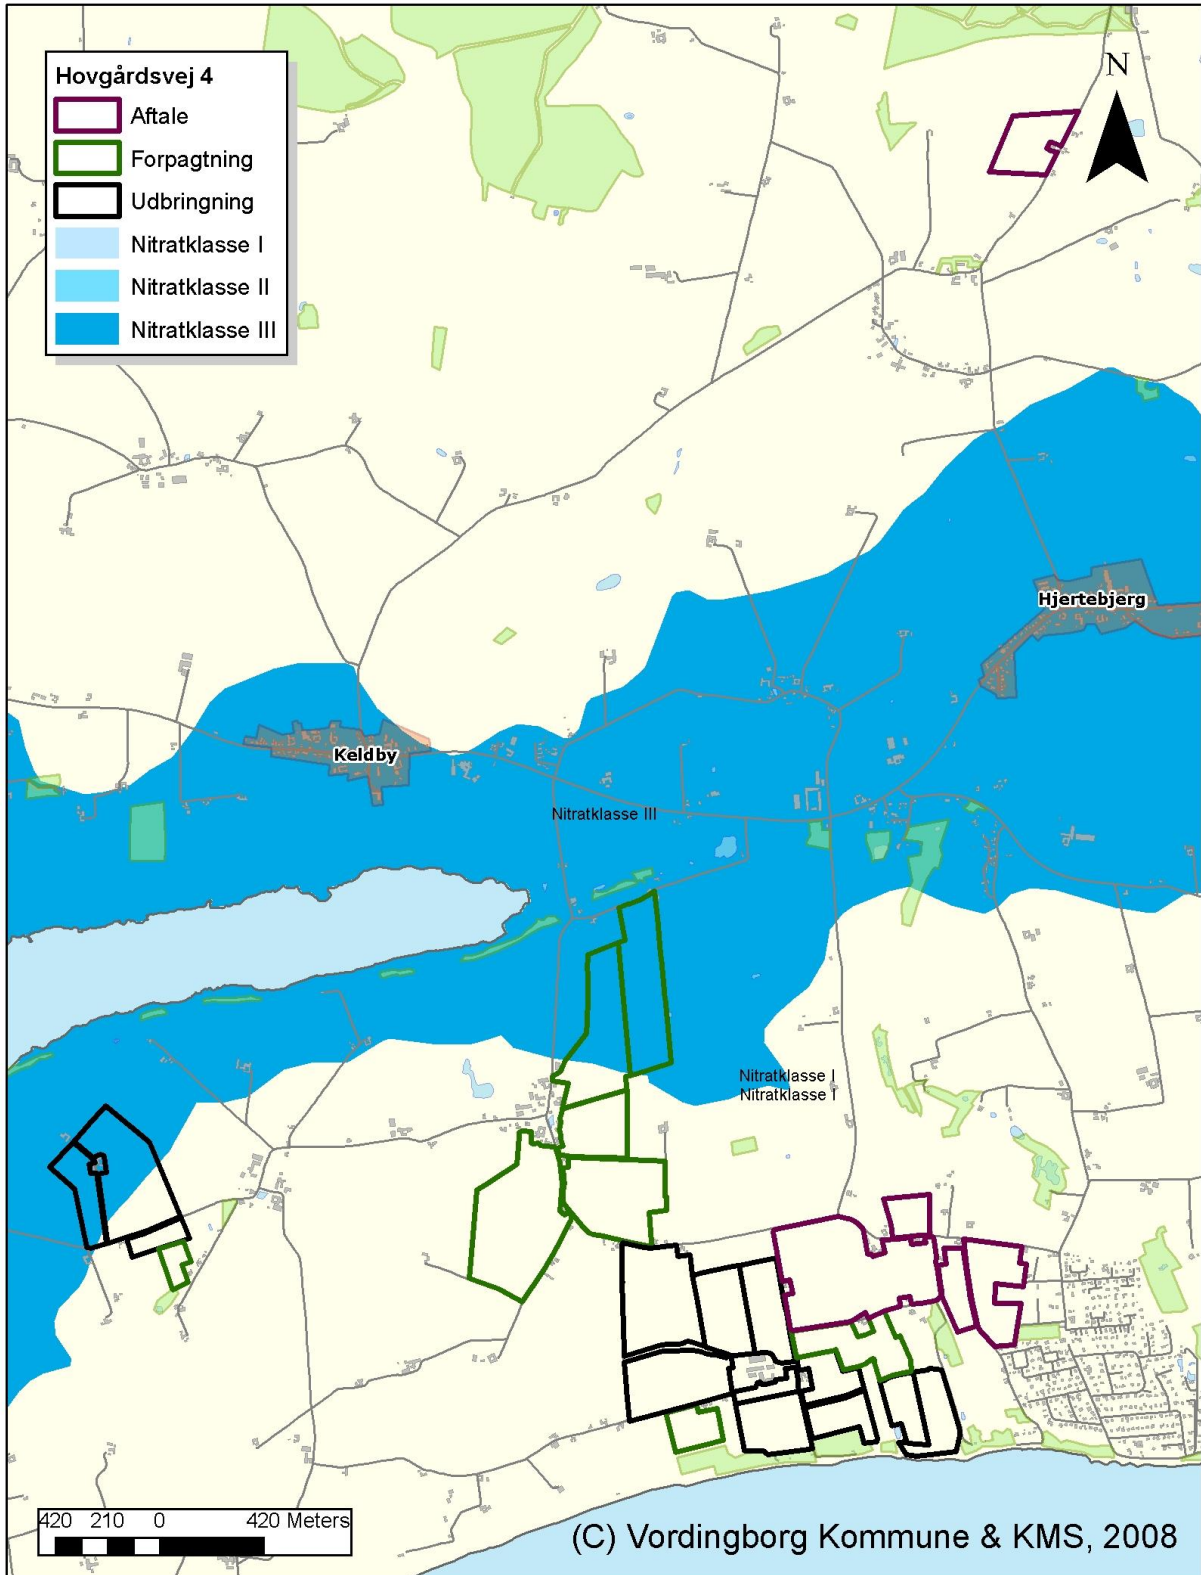 Hovgårdsvej 4
Aftale
Forpagtning
Udbringning
Nitratklasse I
Nitratklasse II
Nitratklasse III
N
Hjertebjerg
Keldby
Nitratklasse III
Nitratklasse I
Nitratklasse I
420 210 0 420 Meters
(C) Vordingborg Kommune & KMS, 2008